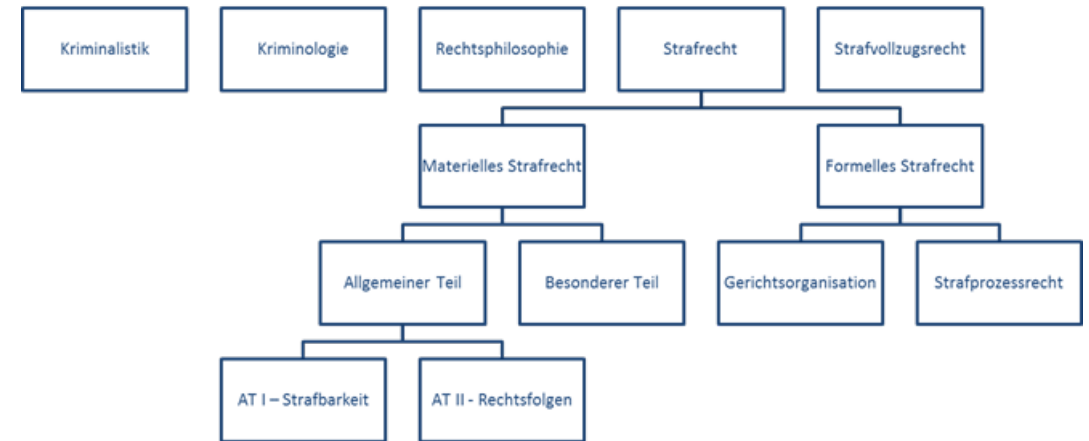 Kriminalistik
Kriminologie
Rechtsphilosophie
Strafrecht
Strafvollzugsrecht
Materielles Strafrecht
Formelles Strafrecht
Allgemeiner Teil
Besonderer Teil
Gerichtsorganisation
Strafprozessrecht
AT I – Strafbarkeit
AT II - Rechtsfolgen